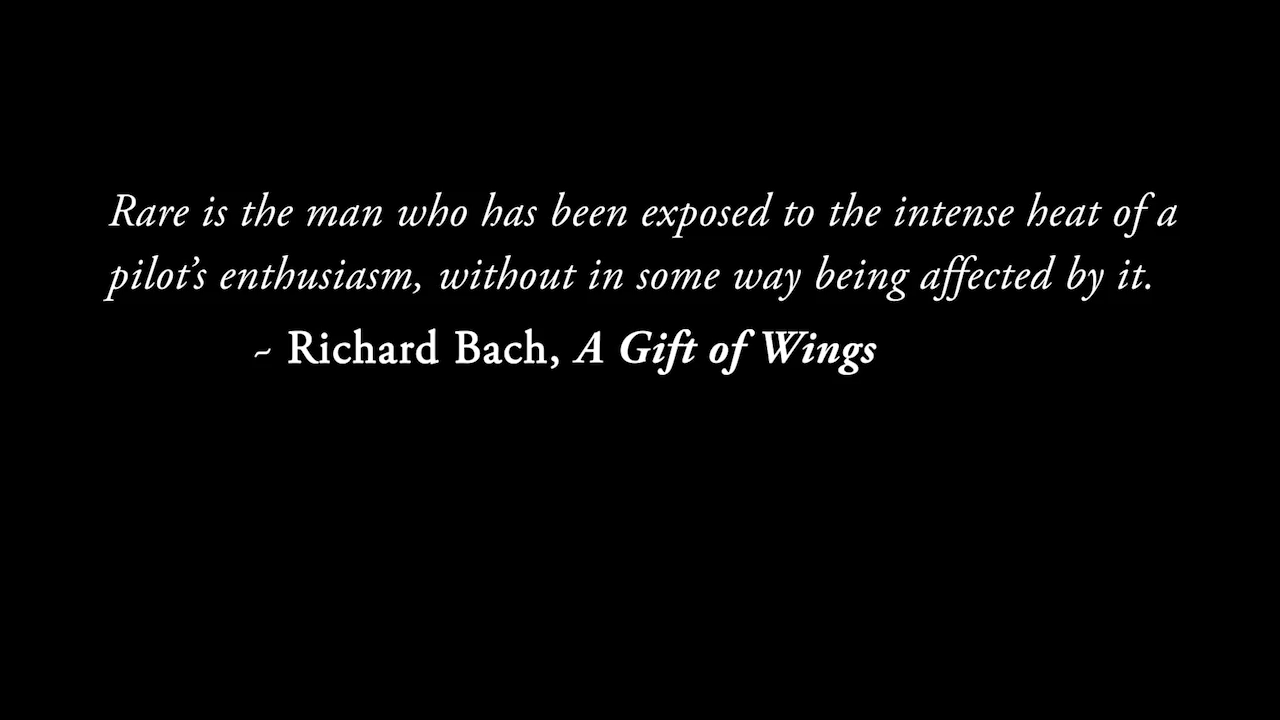 Rare is the man who has been exposed to the intense heat of a
pilot’s enthusiasm, without in some way being affected by it.
~ Richard Bach, A Gift of Wings